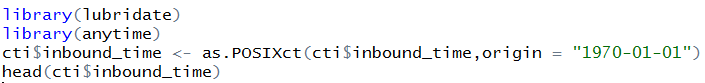 library(lubridate)
library(anytime)
cti$inbound_time <- as.POSIXct(cti$inbound_time,origin = "1970-01-01")
head(cti$inbound_time)